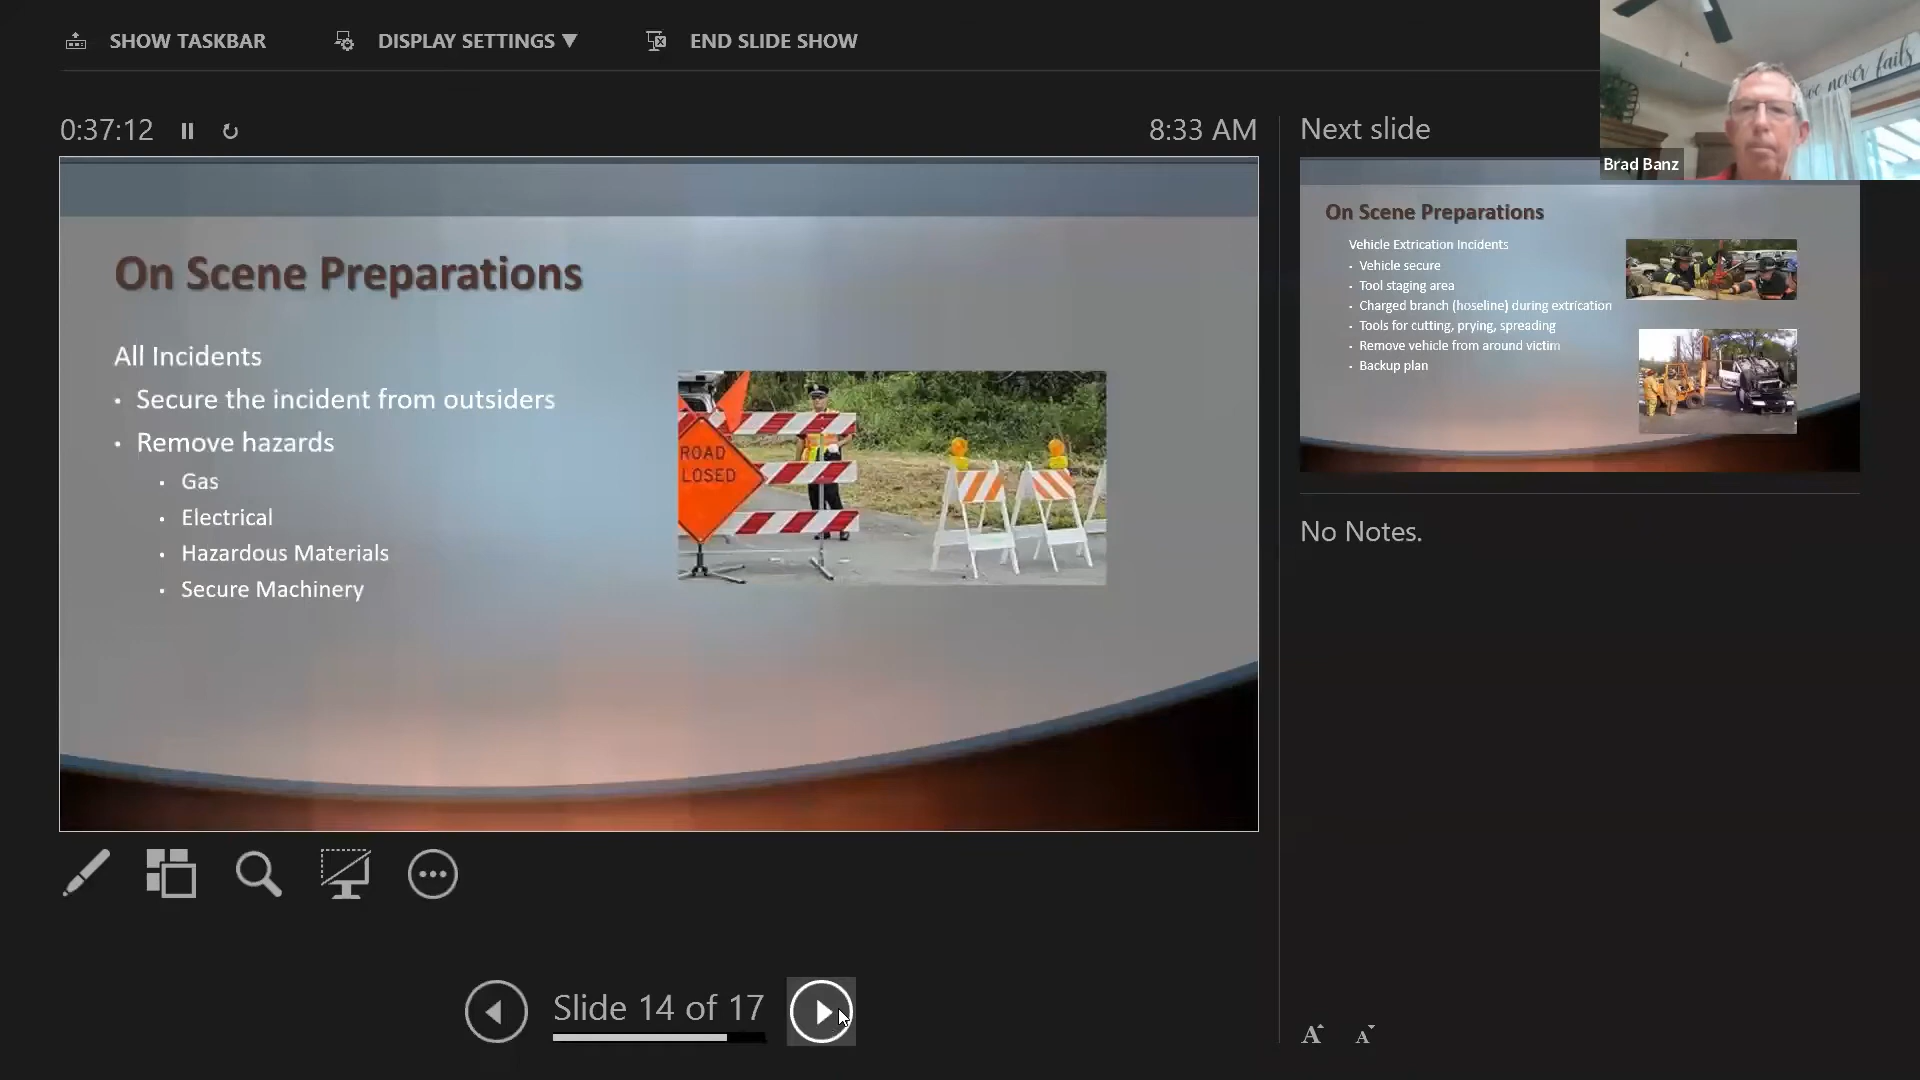 SHOW TASKBAR
DISPLAY SETTINGS ▼
END SLIDE SHOW
never fails
Brad Banz
0:37:12
8:33 AM
Next slide
On Scene Preparations
All Incidents
• Secure the incident from outsiders
• Remove hazards
• Gas
• Electrical
• Hazardous Materials
• Secure Machinery
ROAD
LOSED
On Scene Preparations
Vehicle Extrication Incidents
• Vehicle secure
• Tool staging area
• Charged branch (hoseline) during extrication
• Tools for cutting, prying, spreading
• Remove vehicle from around victim
• Backup plan
No Notes.
Slide 14 of 17
A A